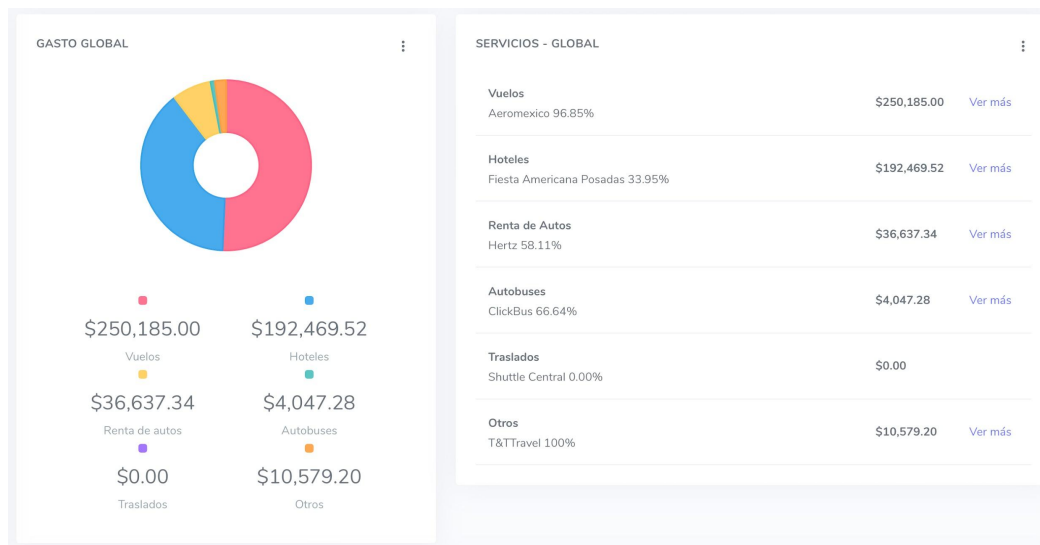 GASTO GLOBAL
$250,185.00
Vuelos
$192,469.52
Hoteles
$36,637.34
Renta de autos
$4,047.28
Autobuses
$0.00
Traslados
$10,579.20
Otros
SERVICIOS - GLOBAL
Vuelos
Aeromexico 96.85%
$250,185.00 Ver más
Hoteles
Fiesta Americana Posadas 33.95%
$192,469.52 Ver más
Renta de Autos
Hertz 58.11%
$36,637.34 Ver más
Autobuses
ClickBus 66.64%
$4,047.28 Ver más
Traslados
Shuttle Central 0.00%
$0.00
Otros
T&TTravel 100%
$10,579.20 Ver más